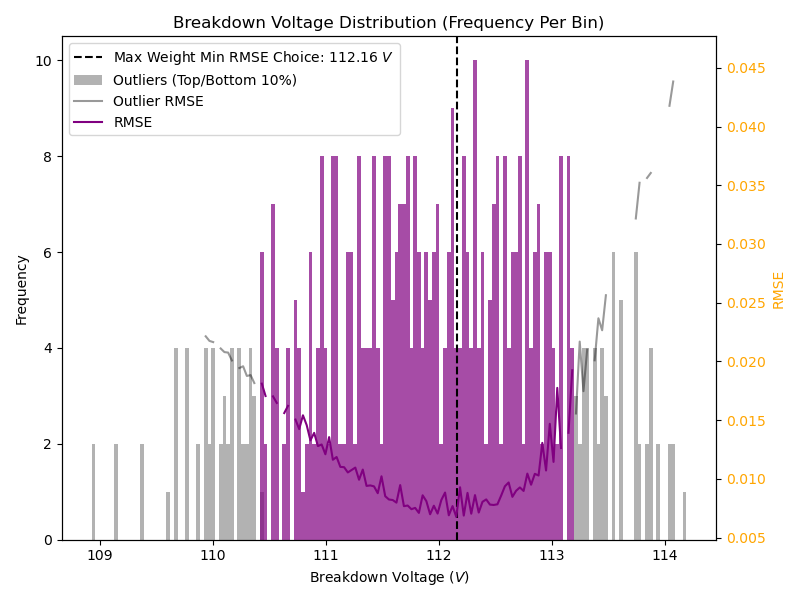 Breakdown Voltage Distribution (Frequency Per Bin)
Max Weight Min RMSE Choice: 112.16 V
Outliers (Top/Bottom 10%)
Outlier RMSE
RMSE
Frequency
10
8
6
4
2
0
109
110
111
112
113
114
Breakdown Voltage (V)
0.045
0.040
0.035
0.030
0.025
0.020
0.015
0.010
0.005
RMSE